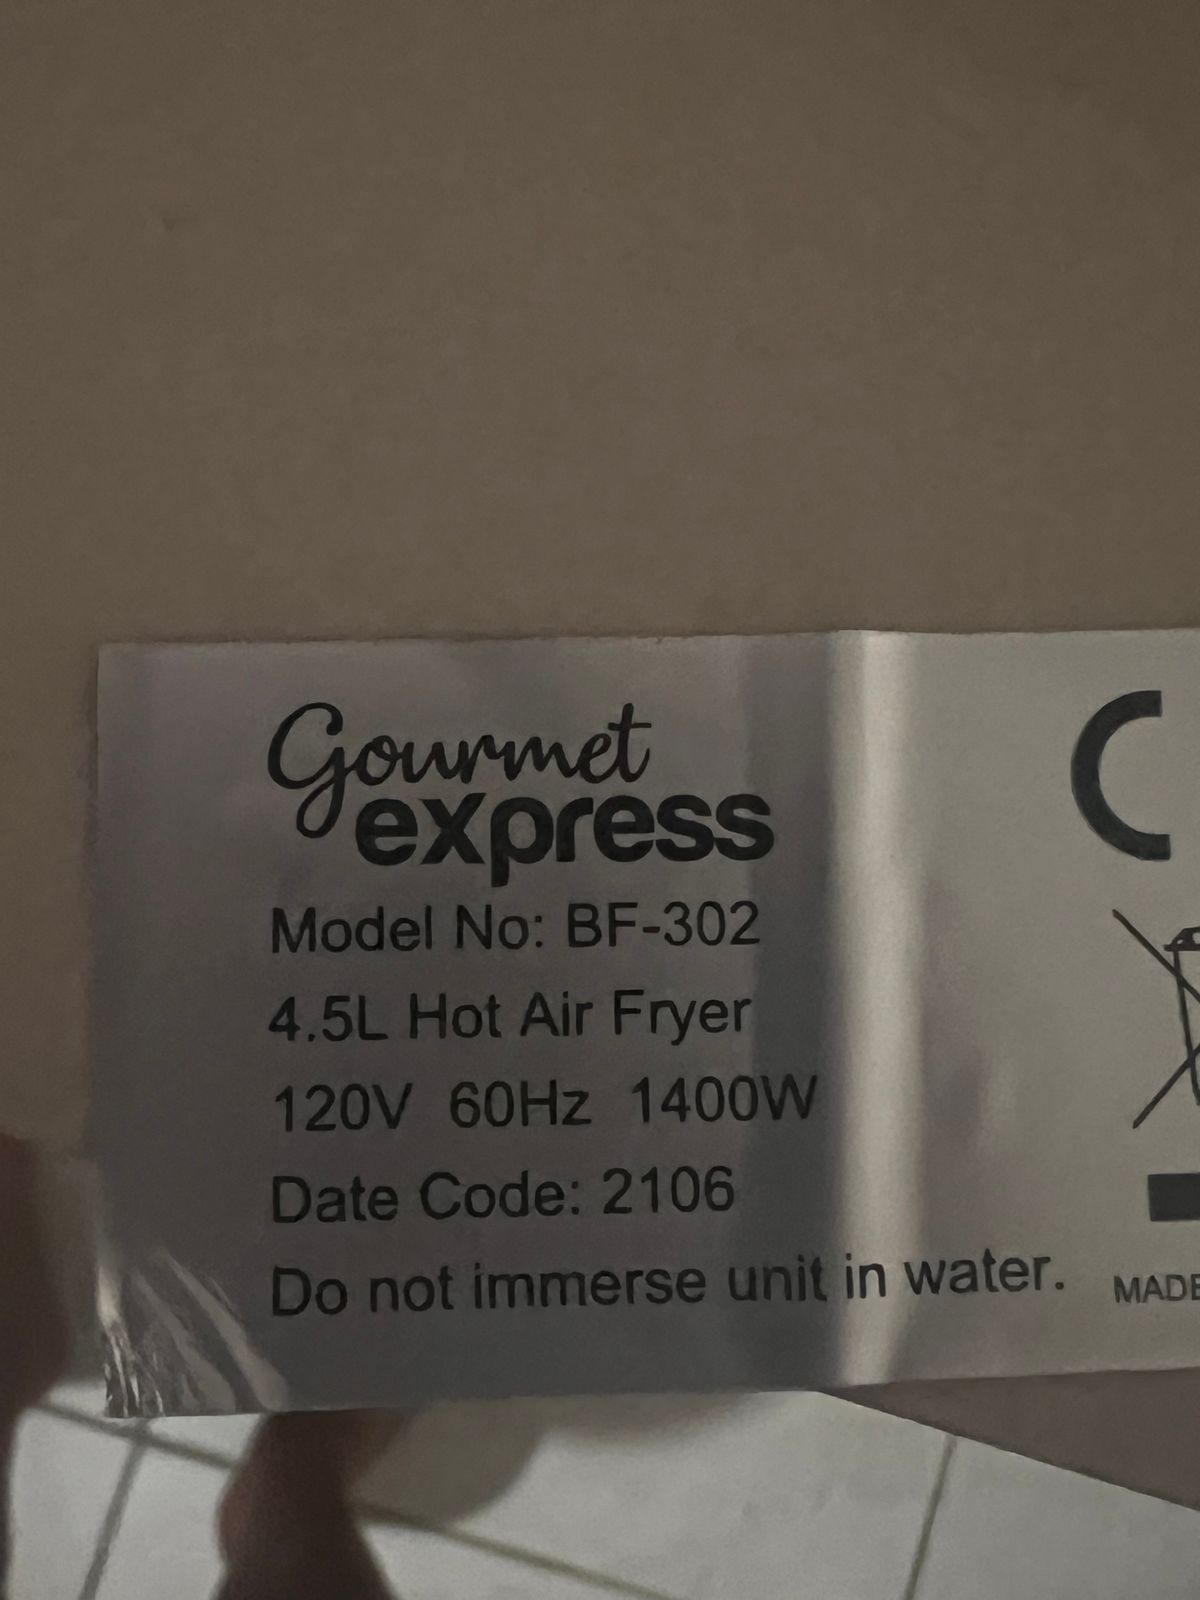 Gourmet
express
Model No: BF-302
4.5L Hot Air Fryer
120V 60Hz 1400W
Date Code: 2106
Do not immerse unit in water.
MADE